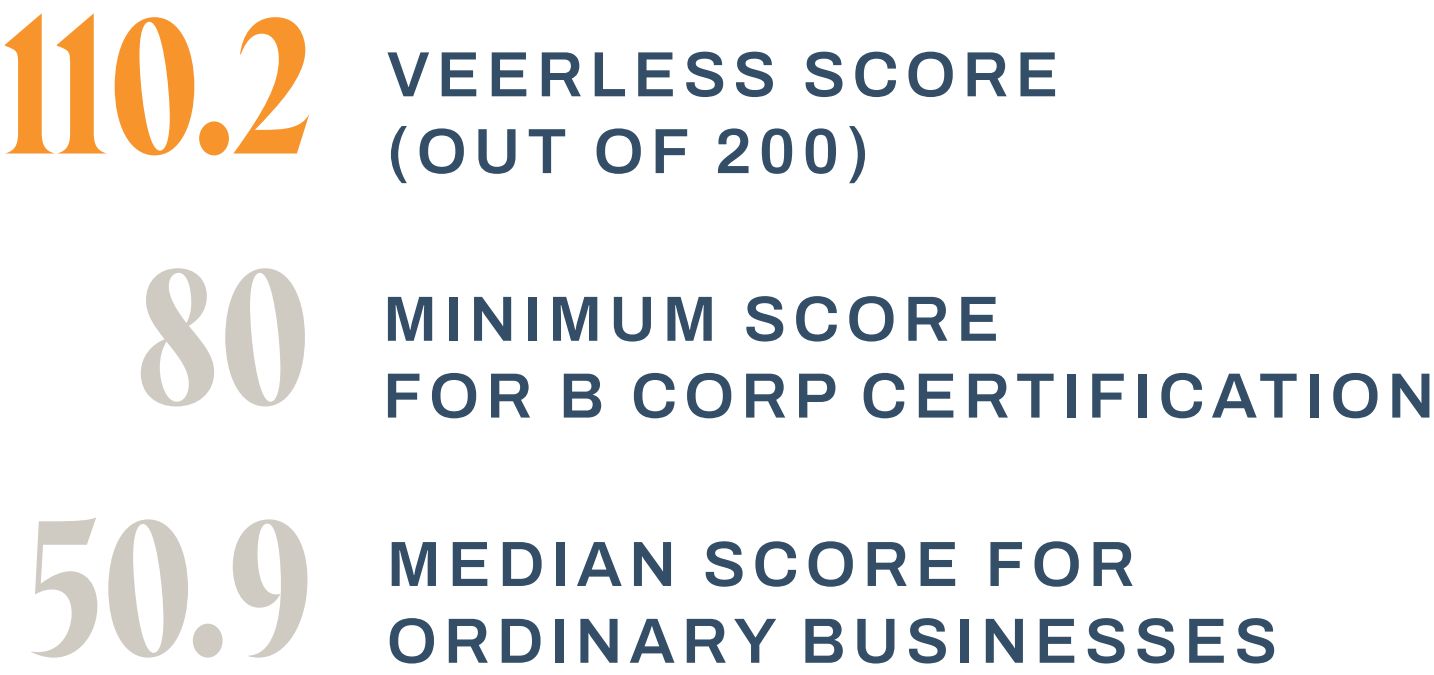 110.2 VEERLESS SCORE
(OUT OF 200)
80 MINIMUM SCORE
FOR B CORP CERTIFICATION
50.9 MEDIAN SCORE FOR
ORDINARY BUSINESSES